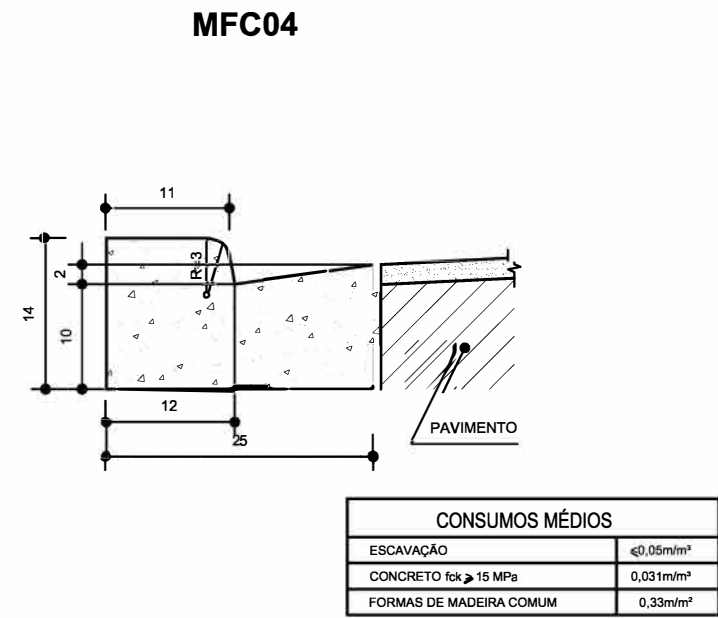 MFC04
11
R=3
2
14
10
12
25
PAVIMENTO
CONSUMOS MÉDIOS
ESCAVAÇÃO ⩽0,05m/m³
CONCRETO fck ⩾ 15 MPa 0,031m/m³
FORMAS DE MADEIRA COMUM 0,33m/m²